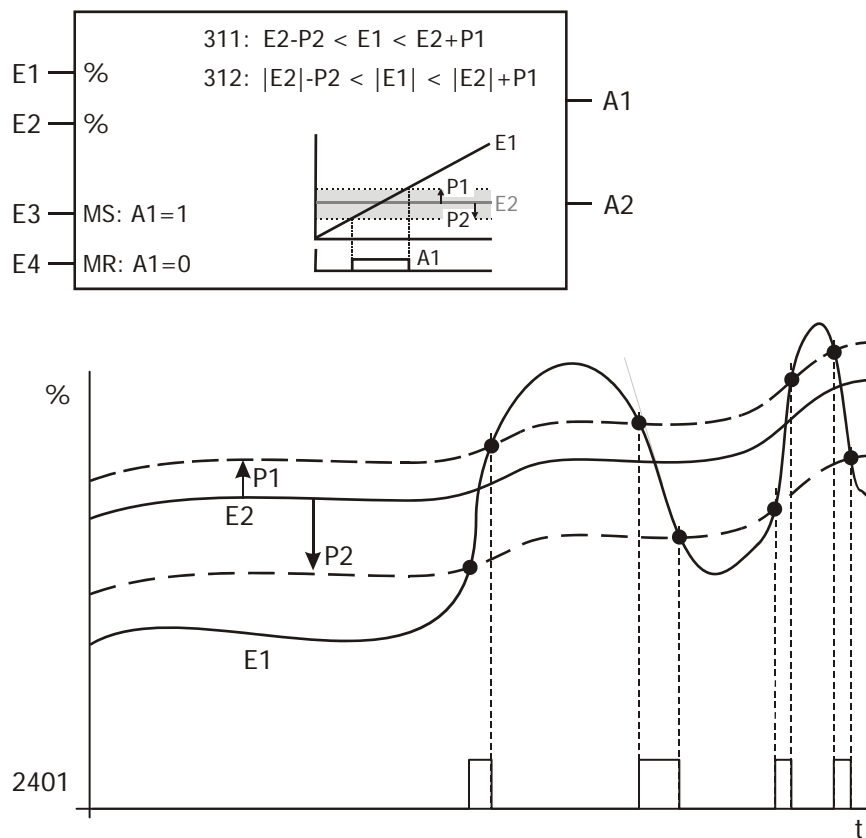 311: E2-P2 < E1 < E2+P1
E1 %
312: |E2|-P2 < |E1| < |E2|+P1
A1
E2 %
E1
P1
E2
A2
E3 MS: A1=1
P2
E4 MR: A1=0
A1
%
P1
E2
P2
E1
2401
t